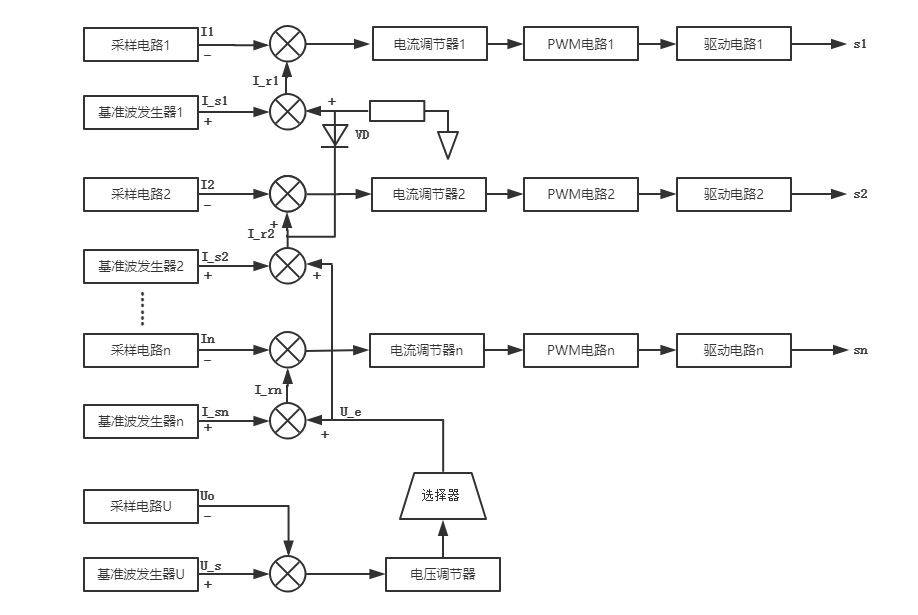 采样电路1 I1 − 电流调节器1 PWM电路1 驱动电路1 s1
I_r1
基准波发生器1 I_s1 + +
VD
采样电路2 I2 − 电流调节器2 PWM电路2 驱动电路2 s2
I_r2 +
基准波发生器2 I_s2 + +
采样电路n In − 电流调节器n PWM电路n 驱动电路n sn
I_rn
基准波发生器n I_sn + + U_e
选择器
采样电路U Uo −
基准波发生器U U_s + 电压调节器